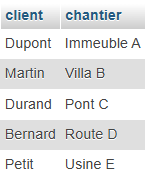 client chantier
Dupont Immeuble A
Martin Villa B
Durand Pont C
Bernard Route D
Petit Usine E